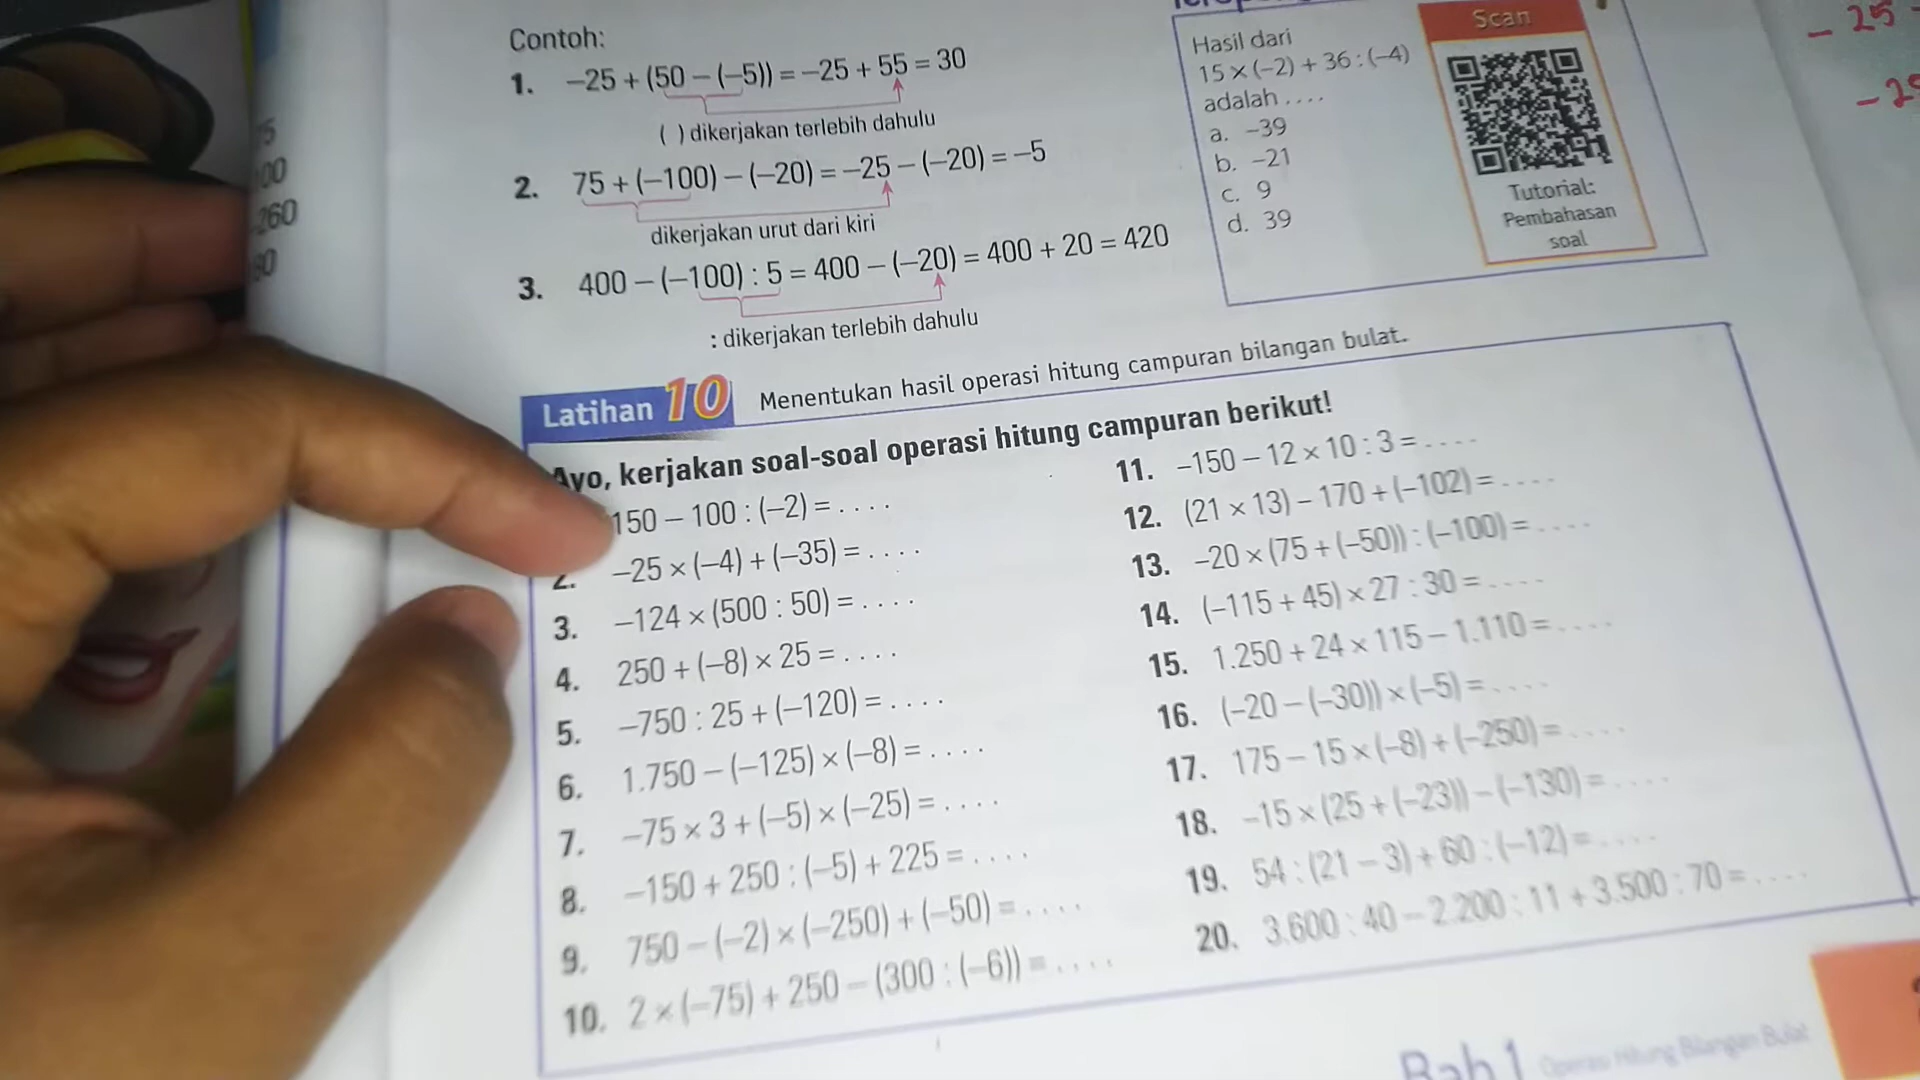 Contoh:
1. –25 + (50 – (–5)) = –25 + 55 = 30
( ) dikerjakan terlebih dahulu
2. 75 + (–100) – (–20) = –25 – (–20) = –5
dikerjakan urut dari kiri
3. 400 – (–100) : 5 = 400 – (–20) = 400 + 20 = 420
: dikerjakan terlebih dahulu
Hasil dari
15 × (–2) + 36 : (–4)
adalah . . . .
a. –39
b. –21
c. 9
d. 39
Scan
Tutorial:
Pembahasan
soal
– 25
Latihan 10 Menentukan hasil operasi hitung campuran bilangan bulat.
Ayo, kerjakan soal-soal operasi hitung campuran berikut!
150 – 100 : (–2) = . . . .
2. –25 × (–4) + (–35) = . . . .
3. –124 × (500 : 50) = . . . .
4. 250 + (–8) × 25 = . . . .
5. –750 : 25 + (–120) = . . . .
6. 1.750 – (–125) × (–8) = . . . .
7. –75 × 3 + (–5) × (–25) = . . . .
8. –150 + 250 : (–5) + 225 = . . . .
9. 750 – (–2) × (–250) + (–50) = . . . .
10. 2 × (–75) + 250 – (300 : (–6)) = . . . .
11. –150 – 12 × 10 : 3 = . . . .
12. (21 × 13) – 170 + (–102) = . . . .
13. –20 × (75 + (–50)) : (–100) = . . . .
14. (–115 + 45) × 27 : 30 = . . . .
15. 1.250 + 24 × 115 – 1.110 = . . . .
16. (–20 – (–30)) × (–5) = . . . .
17. 175 – 15 × (–8) + (–250) = . . . .
18. –15 × (25 + (–23)) – (–130) = . . . .
19. 54 : (21 – 3) + 60 : (–12) = . . . .
20. 3.600 : 40 – 2.200 : 11 + 3.500 : 70 = . . . .
Bab 1 Operasi Hitung Bilangan Bulat